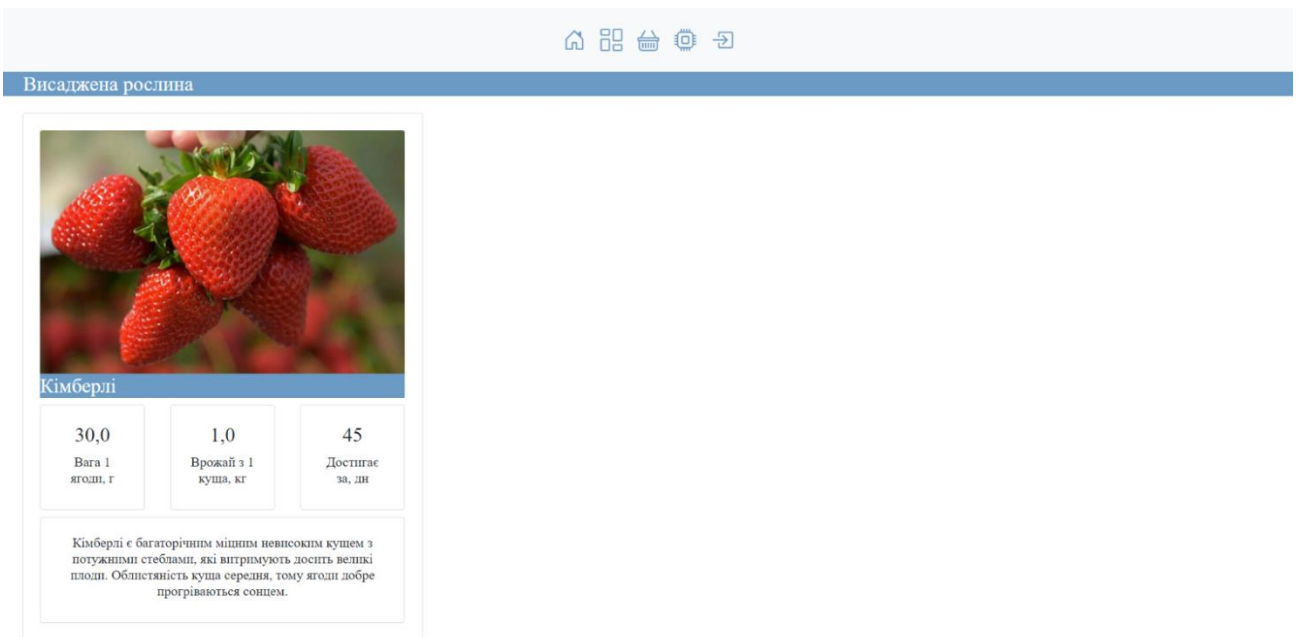 Висаджена рослина
Кімберлі
30,0
Вага 1
ягоди, г
1,0
Врожай з 1
куща, кг
45
Достигає
за, дн
Кімберлі є багаторічним міцним невисоким кущем з
потужними стеблами, які витримують досить великі
плоди. Облистяність куща середня, тому ягоди добре
прогріваються сонцем.